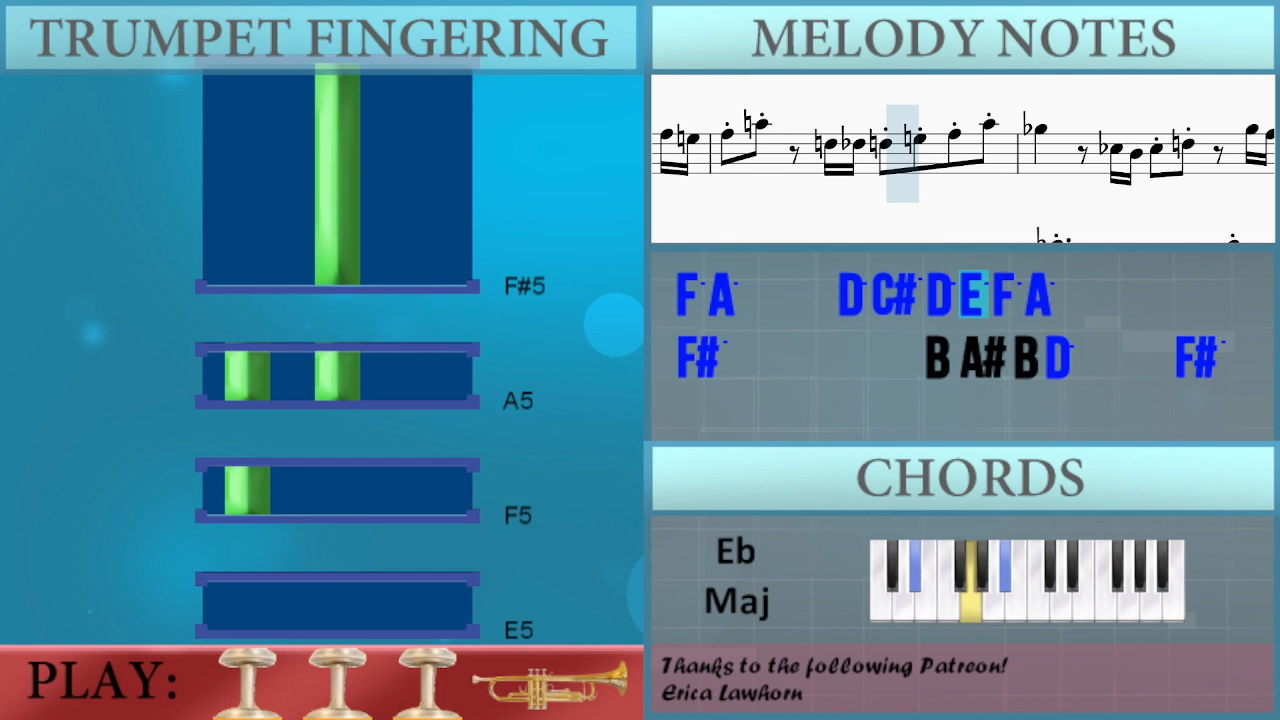 TRUMPET FINGERING
F#5
A5
F5
E5
PLAY:
MELODY NOTES
F A D C# D E F A
F# B A# B D F#
CHORDS
Eb
Maj
Thanks to the following Patreon!
Erica Lawhorn